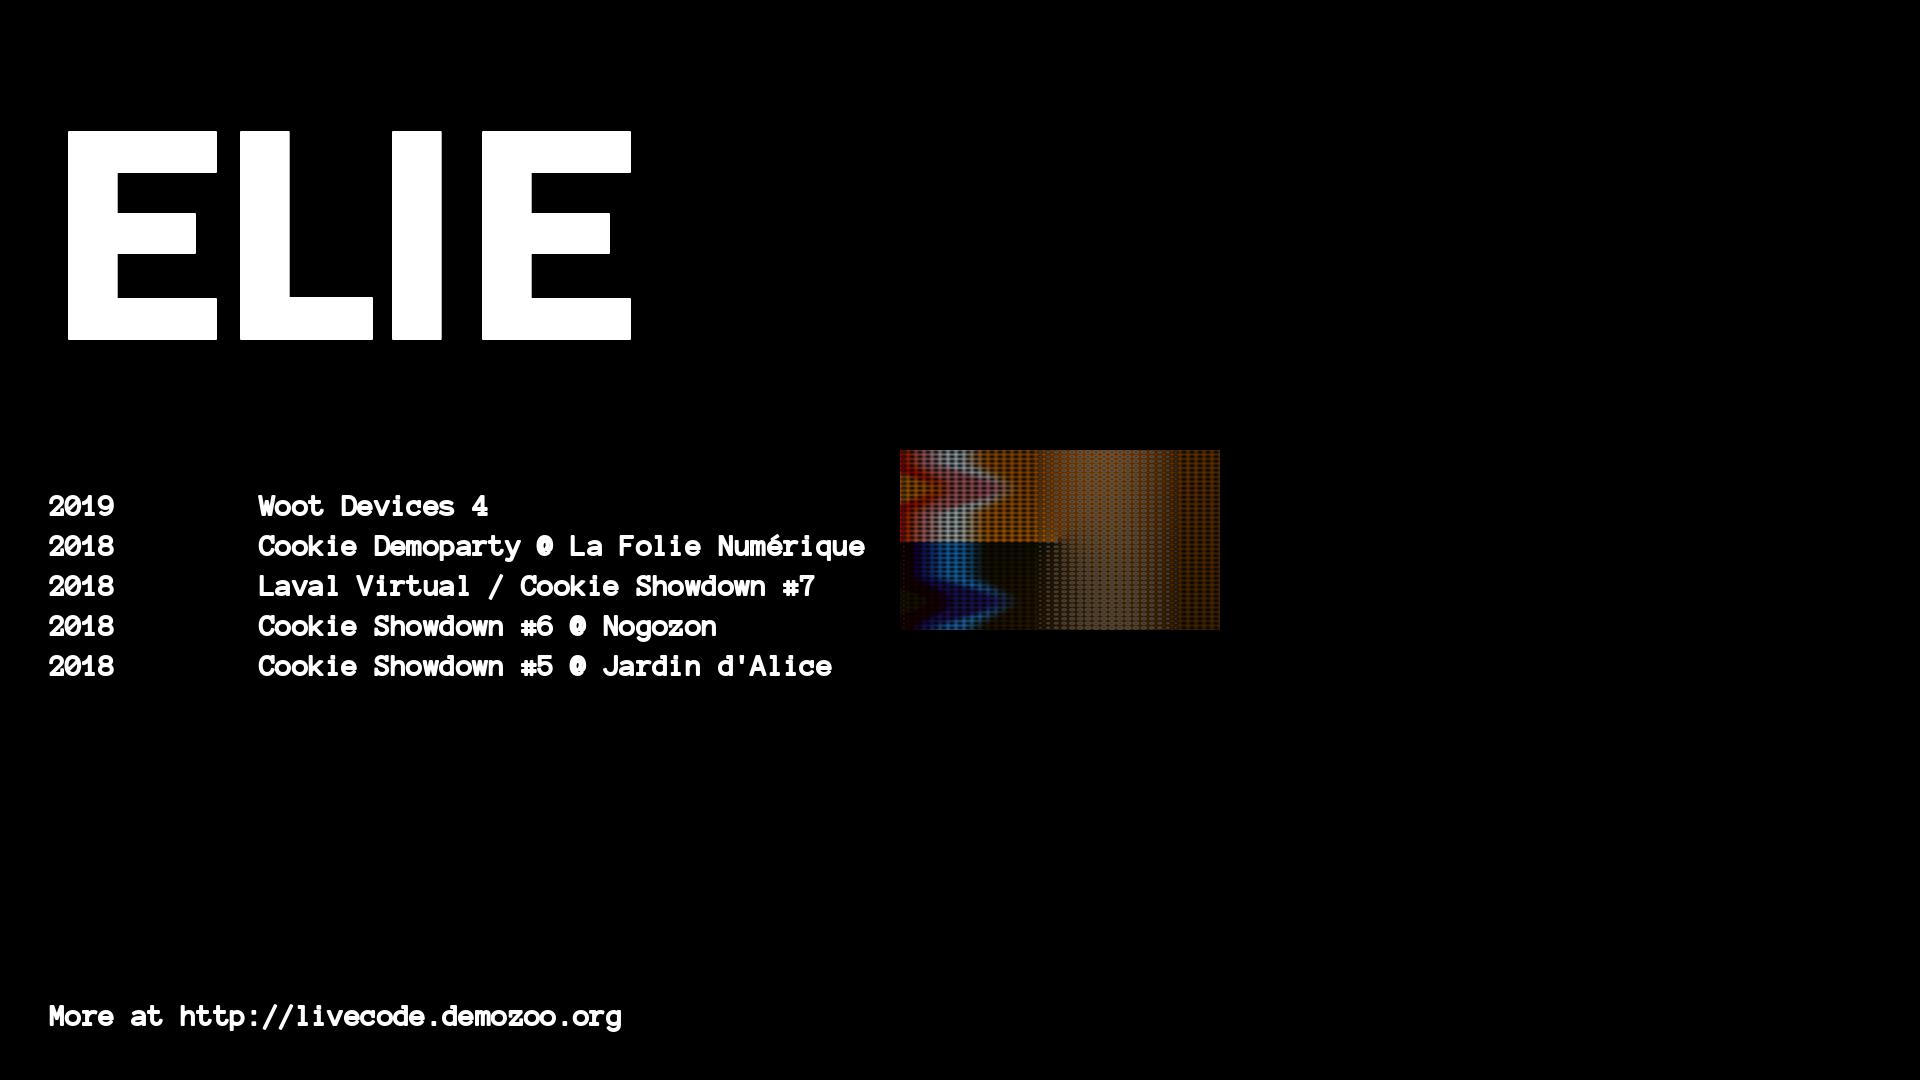 ELIE
2019 Woot Devices 4
2018 Cookie Demoparty @ La Folie Numérique
2018 Laval Virtual / Cookie Showdown #7
2018 Cookie Showdown #6 @ Nogozon
2018 Cookie Showdown #5 @ Jardin d'Alice
More at http://livecode.demozoo.org